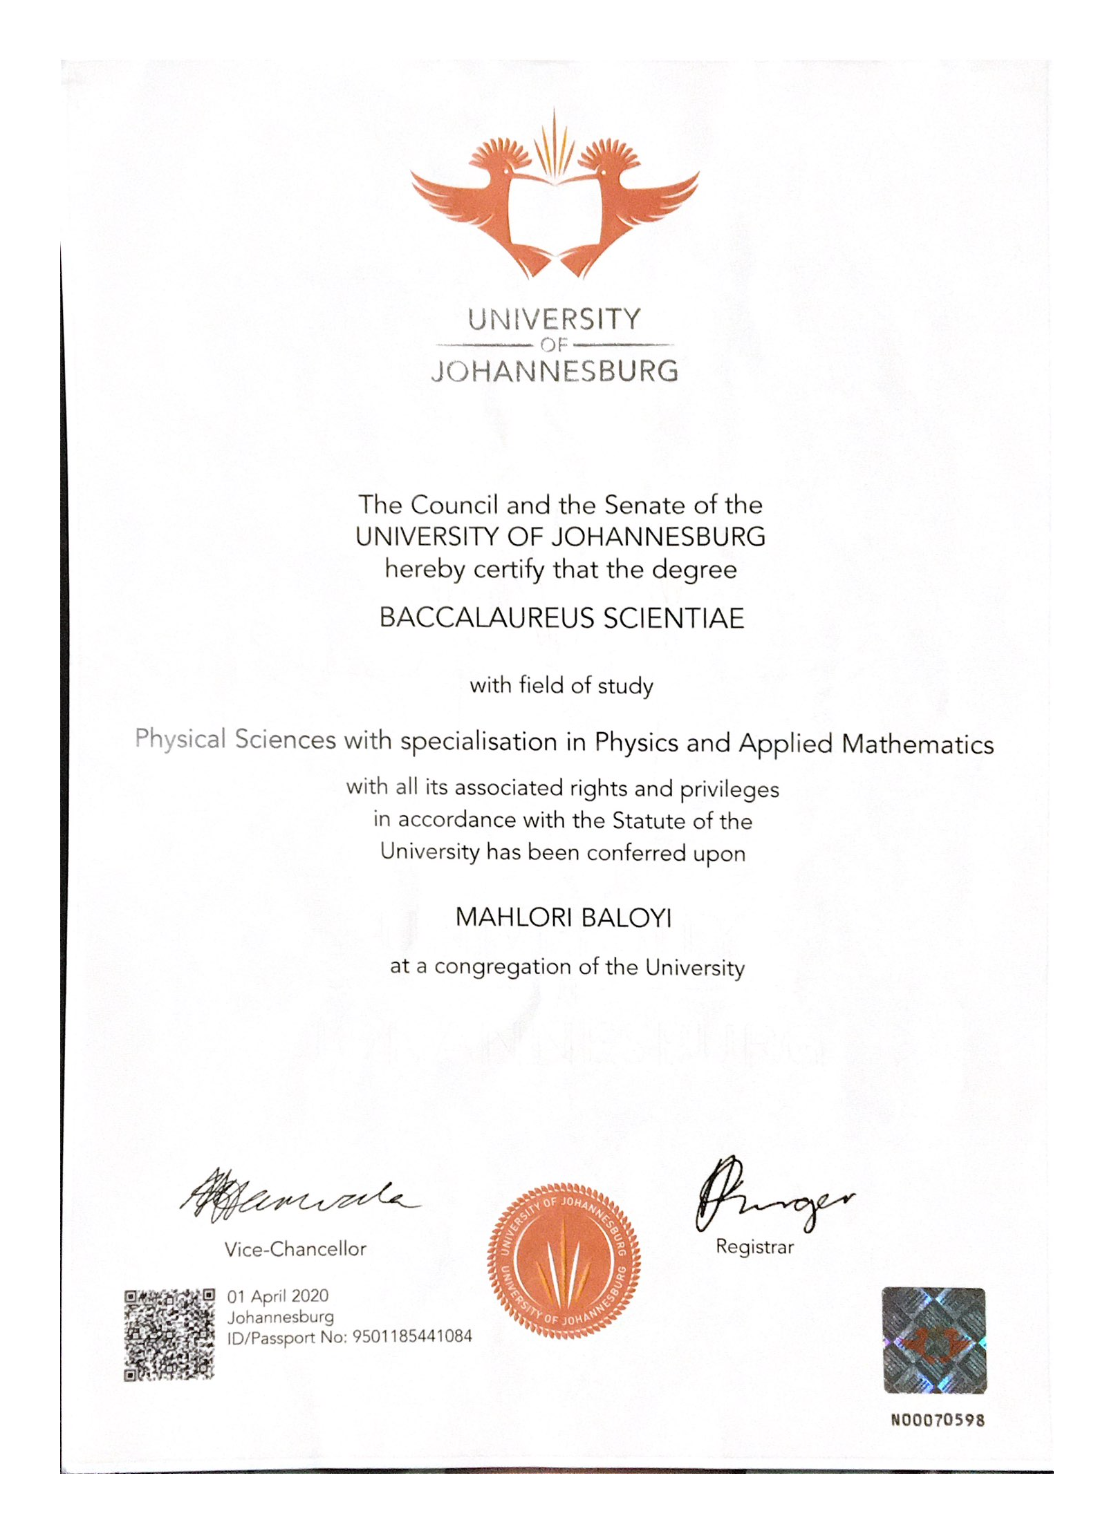 UNIVERSITY
OF
JOHANNESBURG
The Council and the Senate of the
UNIVERSITY OF JOHANNESBURG
hereby certify that the degree
BACCALAUREUS SCIENTIAE
with field of study
Physical Sciences with specialisation in Physics and Applied Mathematics
with all its associated rights and privileges
in accordance with the Statute of the
University has been conferred upon
MAHLORI BALOYI
at a congregation of the University
Vice-Chancellor
Registrar
UNIVERSITY OF JOHANNESBURG
UNIVERSITY OF JOHANNESBURG
01 April 2020
Johannesburg
ID/Passport No: 9501185441084
N00070598